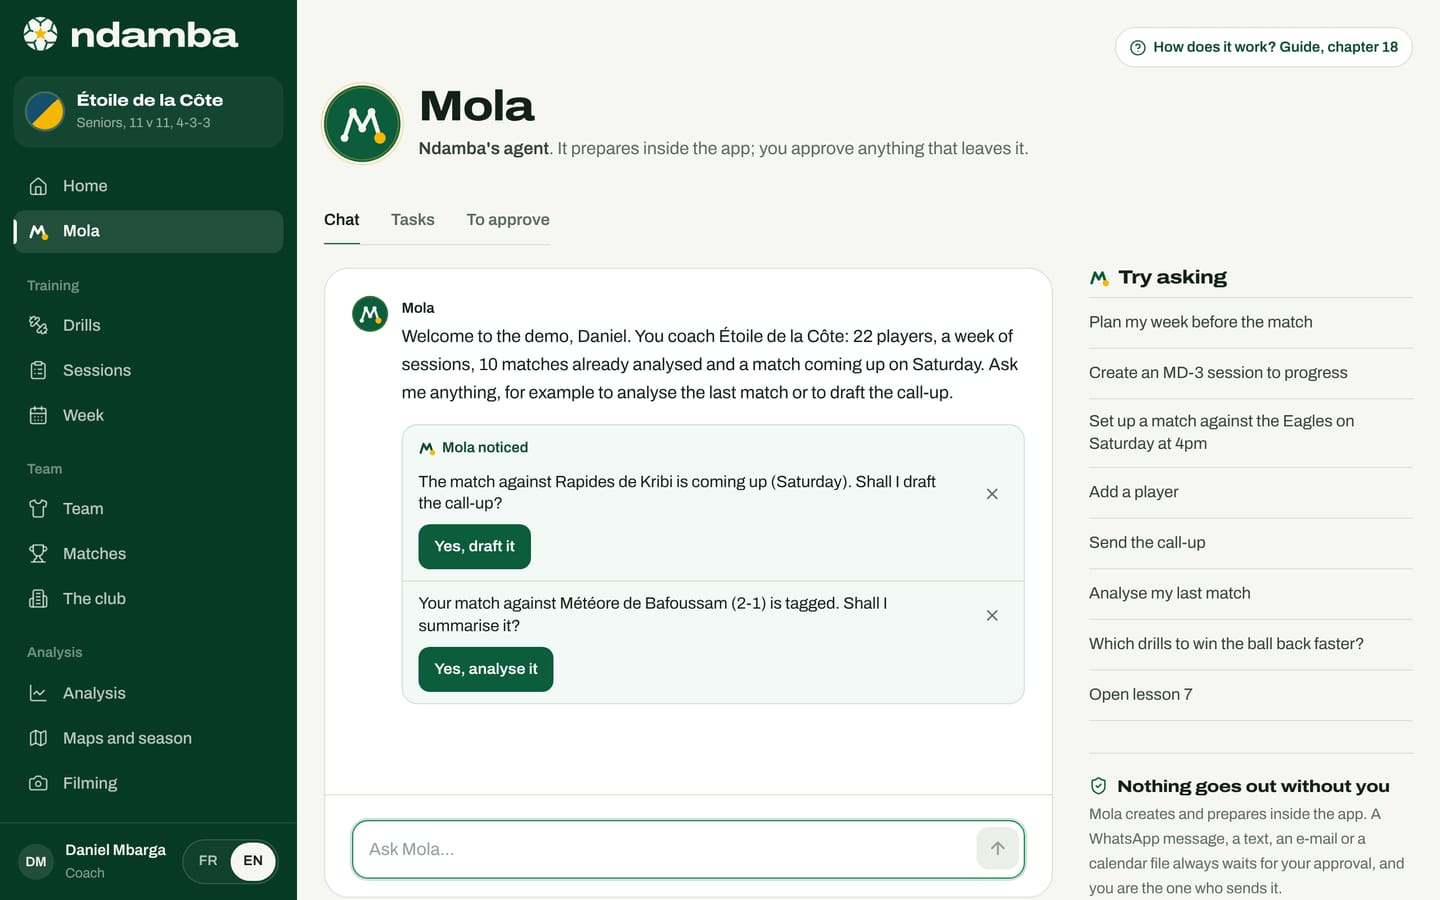 ndamba
Étoile de la Côte
Seniors, 11 v 11, 4-3-3
Home
Mola
Training
Drills
Sessions
Week
Team
Team
Matches
The club
Analysis
Analysis
Maps and season
Filming
DM
Daniel Mbarga
Coach
FR
EN
How does it work? Guide, chapter 18
Mola
Ndamba's agent. It prepares inside the app; you approve anything that leaves it.
Chat
Tasks
To approve
Mola
Welcome to the demo, Daniel. You coach Étoile de la Côte: 22 players, a week of
sessions, 10 matches already analysed and a match coming up on Saturday. Ask
me anything, for example to analyse the last match or to draft the call-up.
Mola noticed
The match against Rapides de Kribi is coming up (Saturday). Shall I draft
the call-up?
Yes, draft it
Your match against Météore de Bafoussam (2-1) is tagged. Shall I
summarise it?
Yes, analyse it
Ask Mola...
Try asking
Plan my week before the match
Create an MD-3 session to progress
Set up a match against the Eagles on
Saturday at 4pm
Add a player
Send the call-up
Analyse my last match
Which drills to win the ball back faster?
Open lesson 7
Nothing goes out without you
Mola creates and prepares inside the app. A
WhatsApp message, a text, an e-mail or a
calendar file always waits for your approval, and
you are the one who sends it.